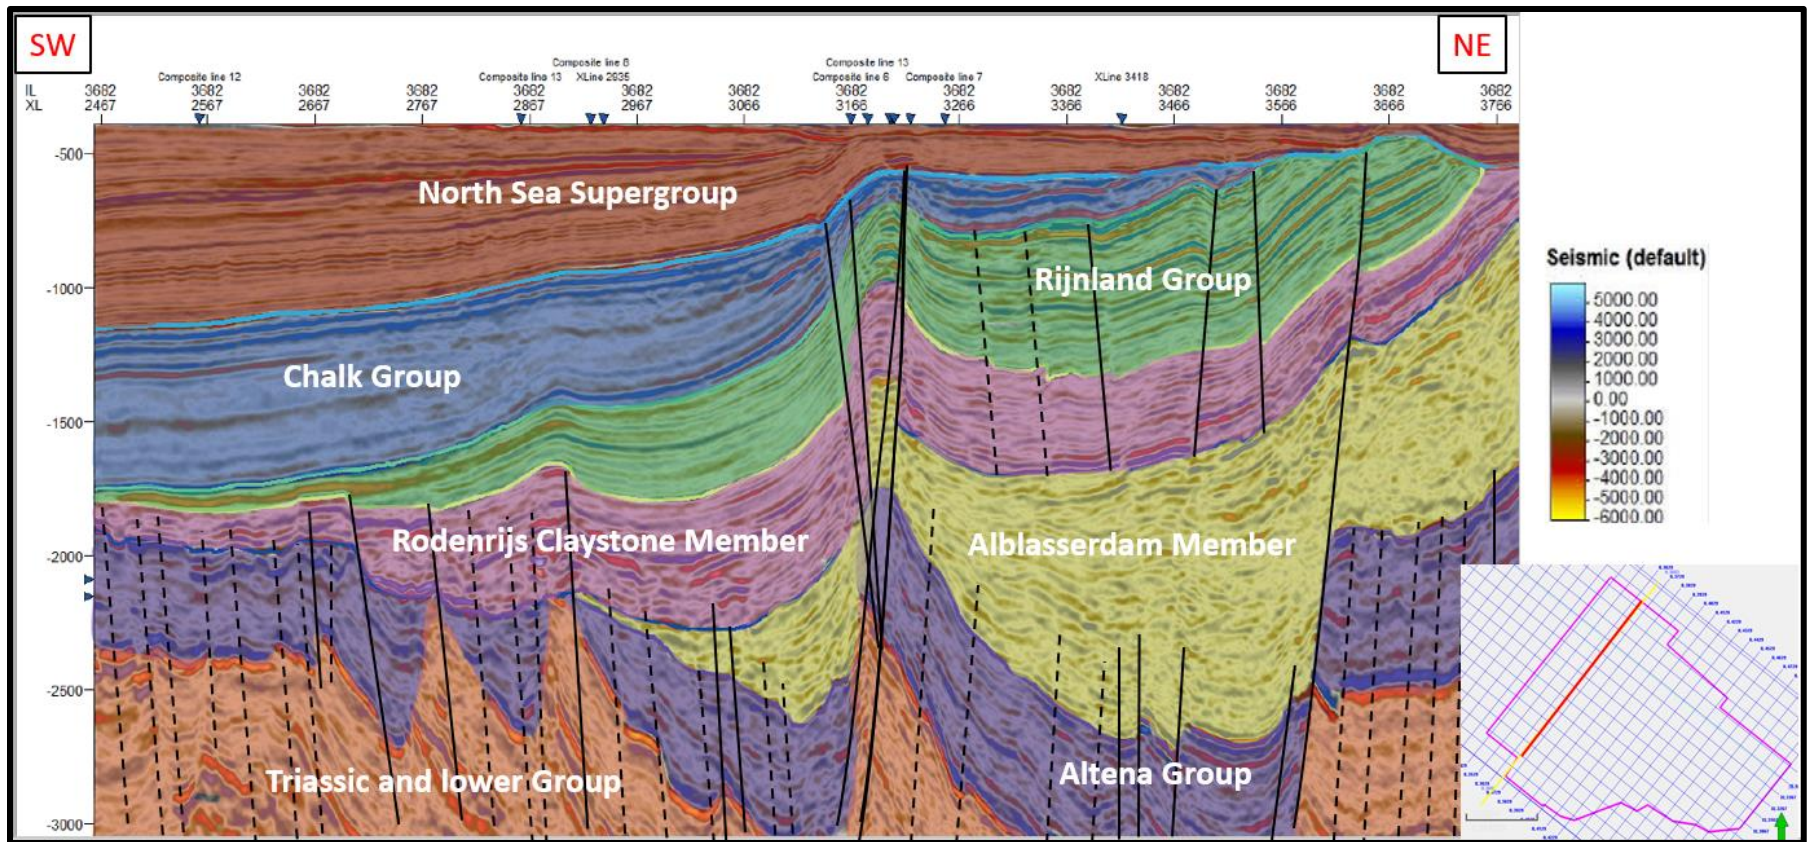 SW
NE
Composite line 8
Composite line 13
Composite line 12
Composite line 13
XLine 2935
Composite line 6
Composite line 7
XLine 3418
IL 3682 3682 3682 3682 3682 3682 3682 3682 3682 3682 3682 3682 3682 3682
XL 2467 2567 2667 2767 2867 2967 3066 3166 3266 3366 3466 3566 3666 3766
-500
North Sea Supergroup
-1000
Rijnland Group
Chalk Group
-1500
Rodenrijs Claystone Member
Alblasserdam Member
-2000
-2500
Triassic and lower Group
Altena Group
-3000
Seismic (default)
5000.00
4000.00
3000.00
2000.00
1000.00
0.00
-1000.00
-2000.00
-3000.00
-4000.00
-5000.00
-6000.00